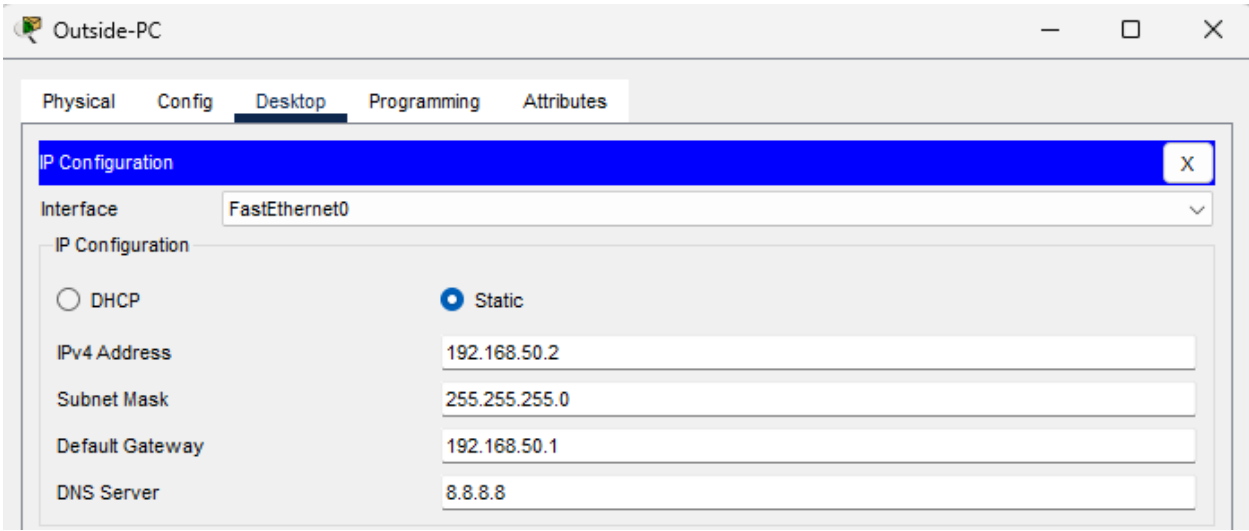 Outside-PC
Physical Config Desktop Programming Attributes
IP Configuration X
Interface FastEthernet0
IP Configuration
DHCP Static
IPv4 Address 192.168.50.2
Subnet Mask 255.255.255.0
Default Gateway 192.168.50.1
DNS Server 8.8.8.8